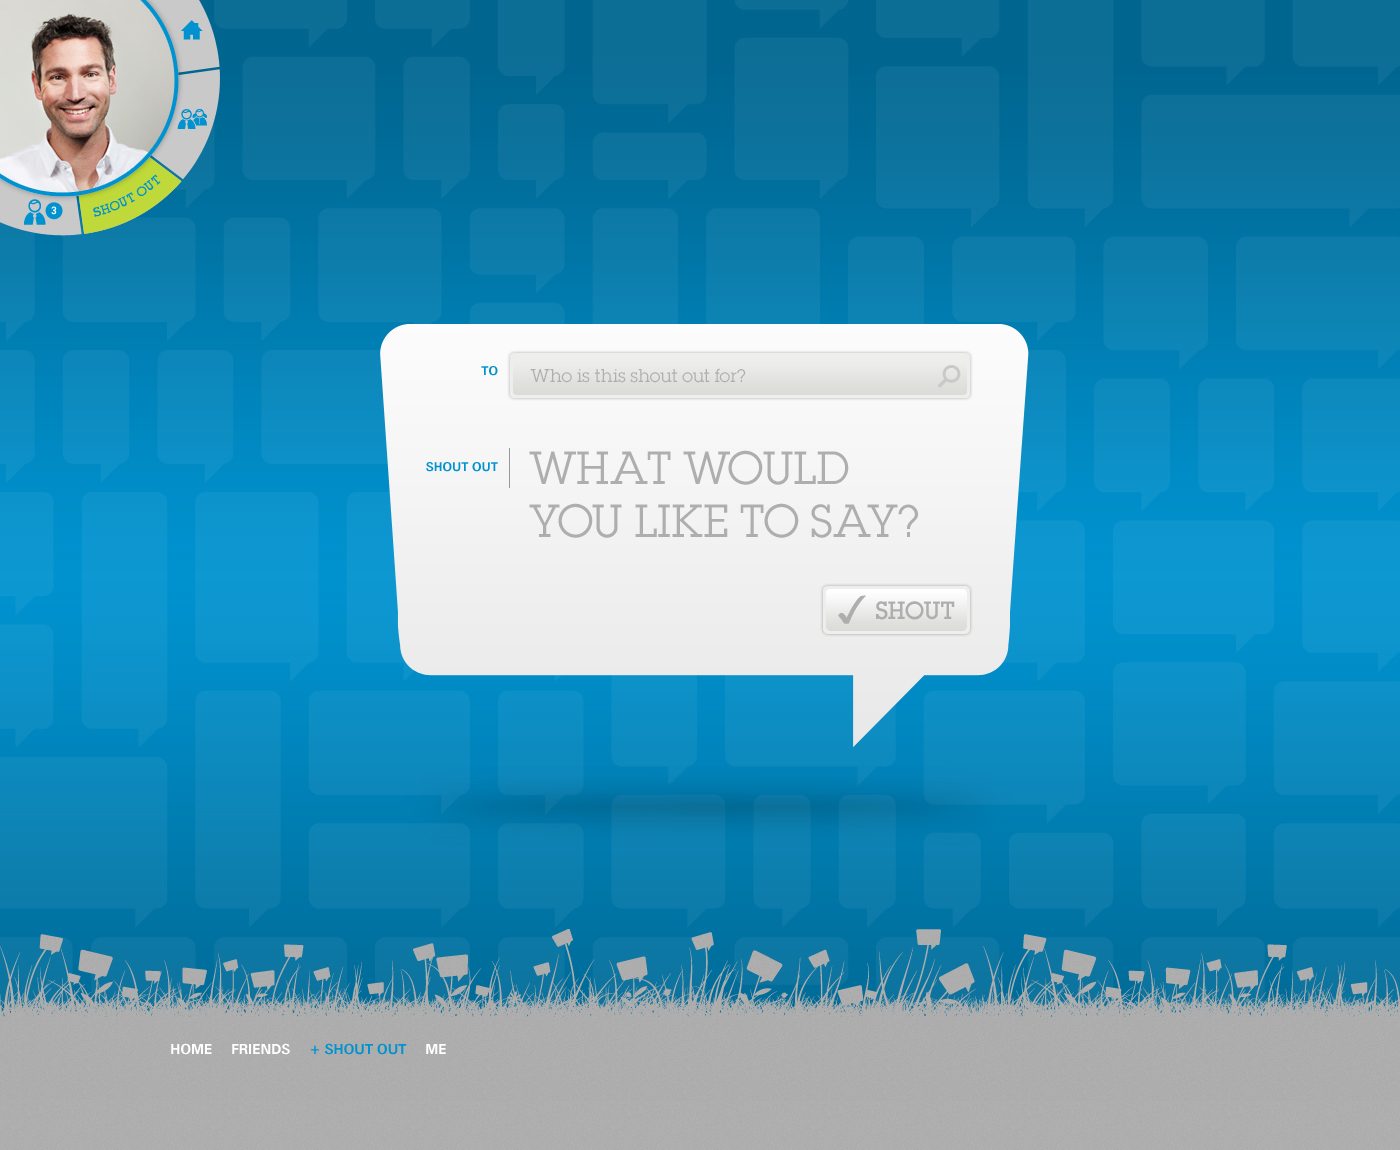 3
SHOUT OUT
TO
Who is this shout out for?
SHOUT OUT
WHAT WOULD
YOU LIKE TO SAY?
SHOUT
HOME FRIENDS + SHOUT OUT ME